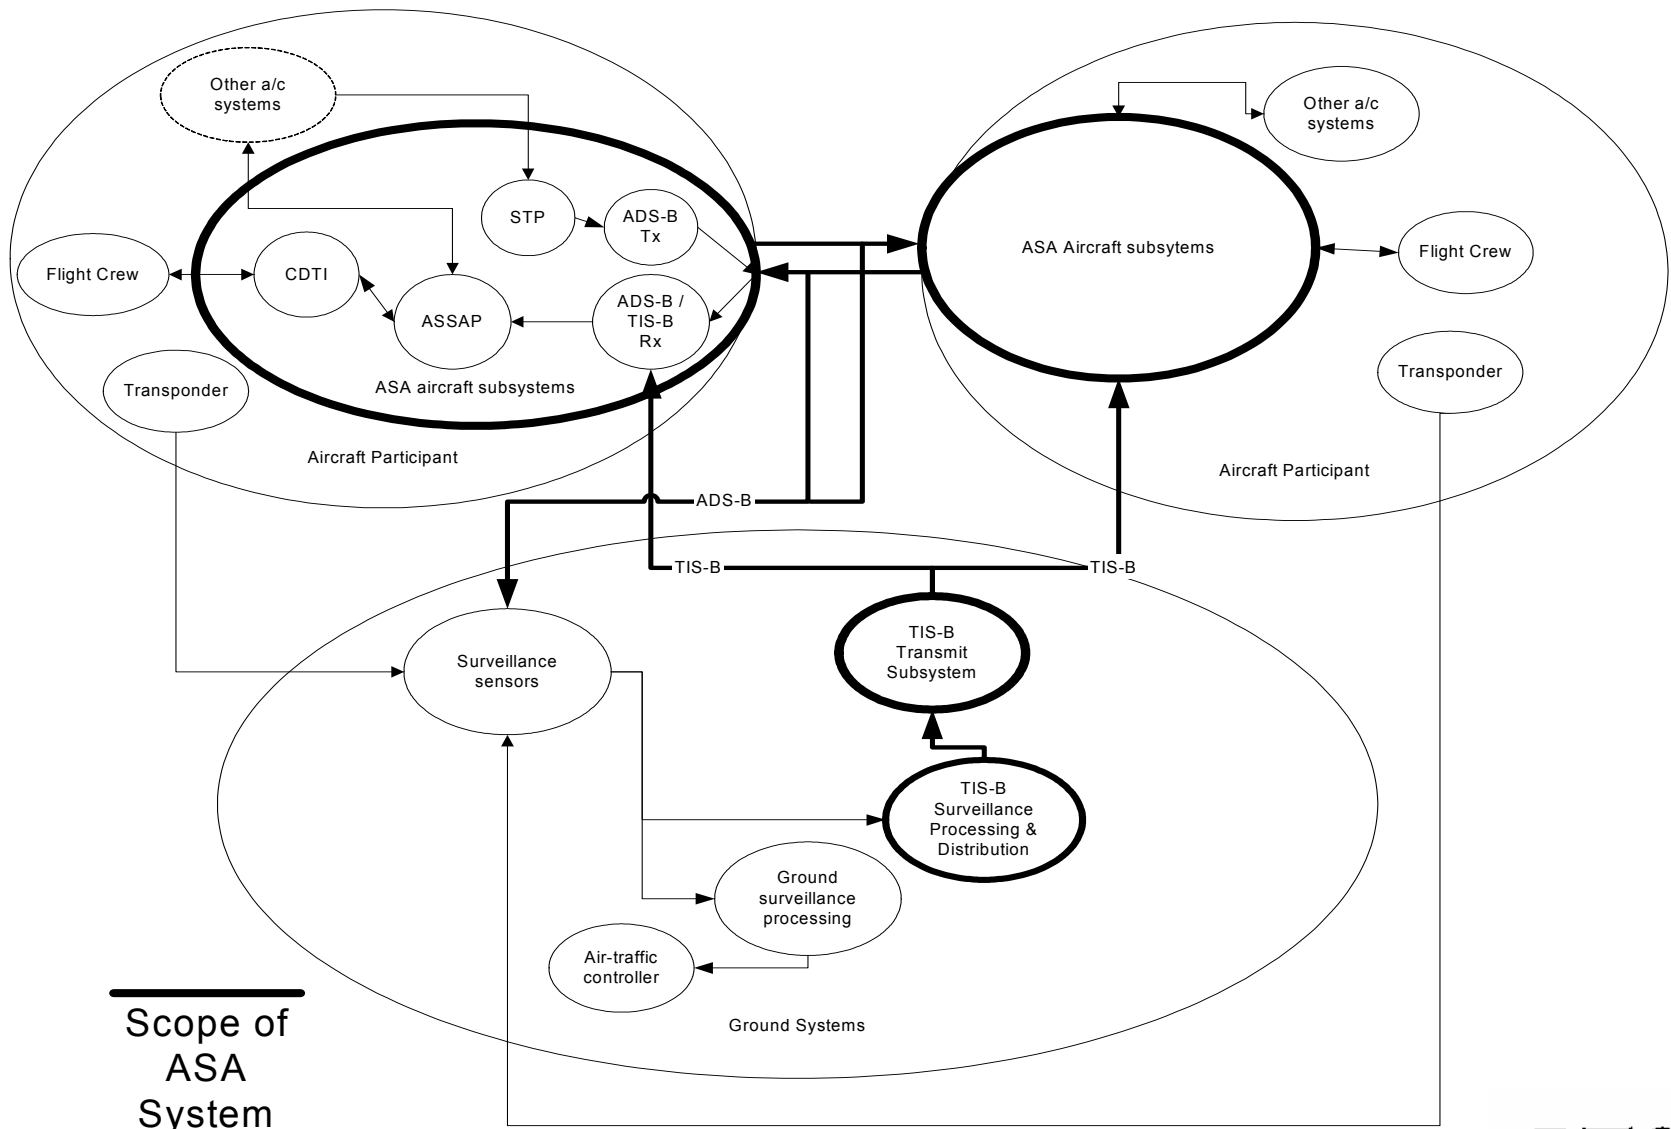 Other a/c
systems
STP
ADS-B
Tx
Flight Crew
CDTI
ASSAP
ADS-B /
TIS-B
Rx
ASA aircraft subsystems
Transponder
Aircraft Participant
Other a/c
systems
ASA Aircraft subsytems
Flight Crew
Transponder
Aircraft Participant
ADS-B
TIS-B
TIS-B
Surveillance
sensors
TIS-B
Transmit
Subsystem
TIS-B
Surveillance
Processing &
Distribution
Ground
surveillance
processing
Air-traffic
controller
Ground Systems
Scope of
ASA
System